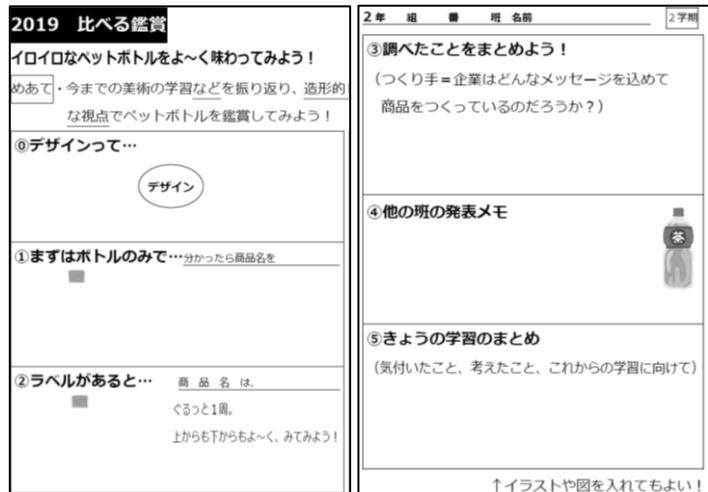 2019 比べる鑑賞
イロイロなペットボトルをよ～く味わってみよう！
めあて・今までの美術の学習などを振り返り、造形的
な視点でペットボトルを鑑賞してみよう！
⓪デザインって…
デザイン
①まずはボトルのみで…分かったら商品名を
②ラベルがあると… 商品名は、
ぐるっと1周。
上からも下からもよ～く、みてみよう！
２年 組 番 班 名前 ２学期
③調べたことをまとめよう！
（つくり手＝企業はどんなメッセージを込めて
商品をつくっているのだろうか？）
④他の班の発表メモ
茶
⑤きょうの学習のまとめ
（気付いたこと、考えたこと、これからの学習に向けて）
↑イラストや図を入れてもよい！